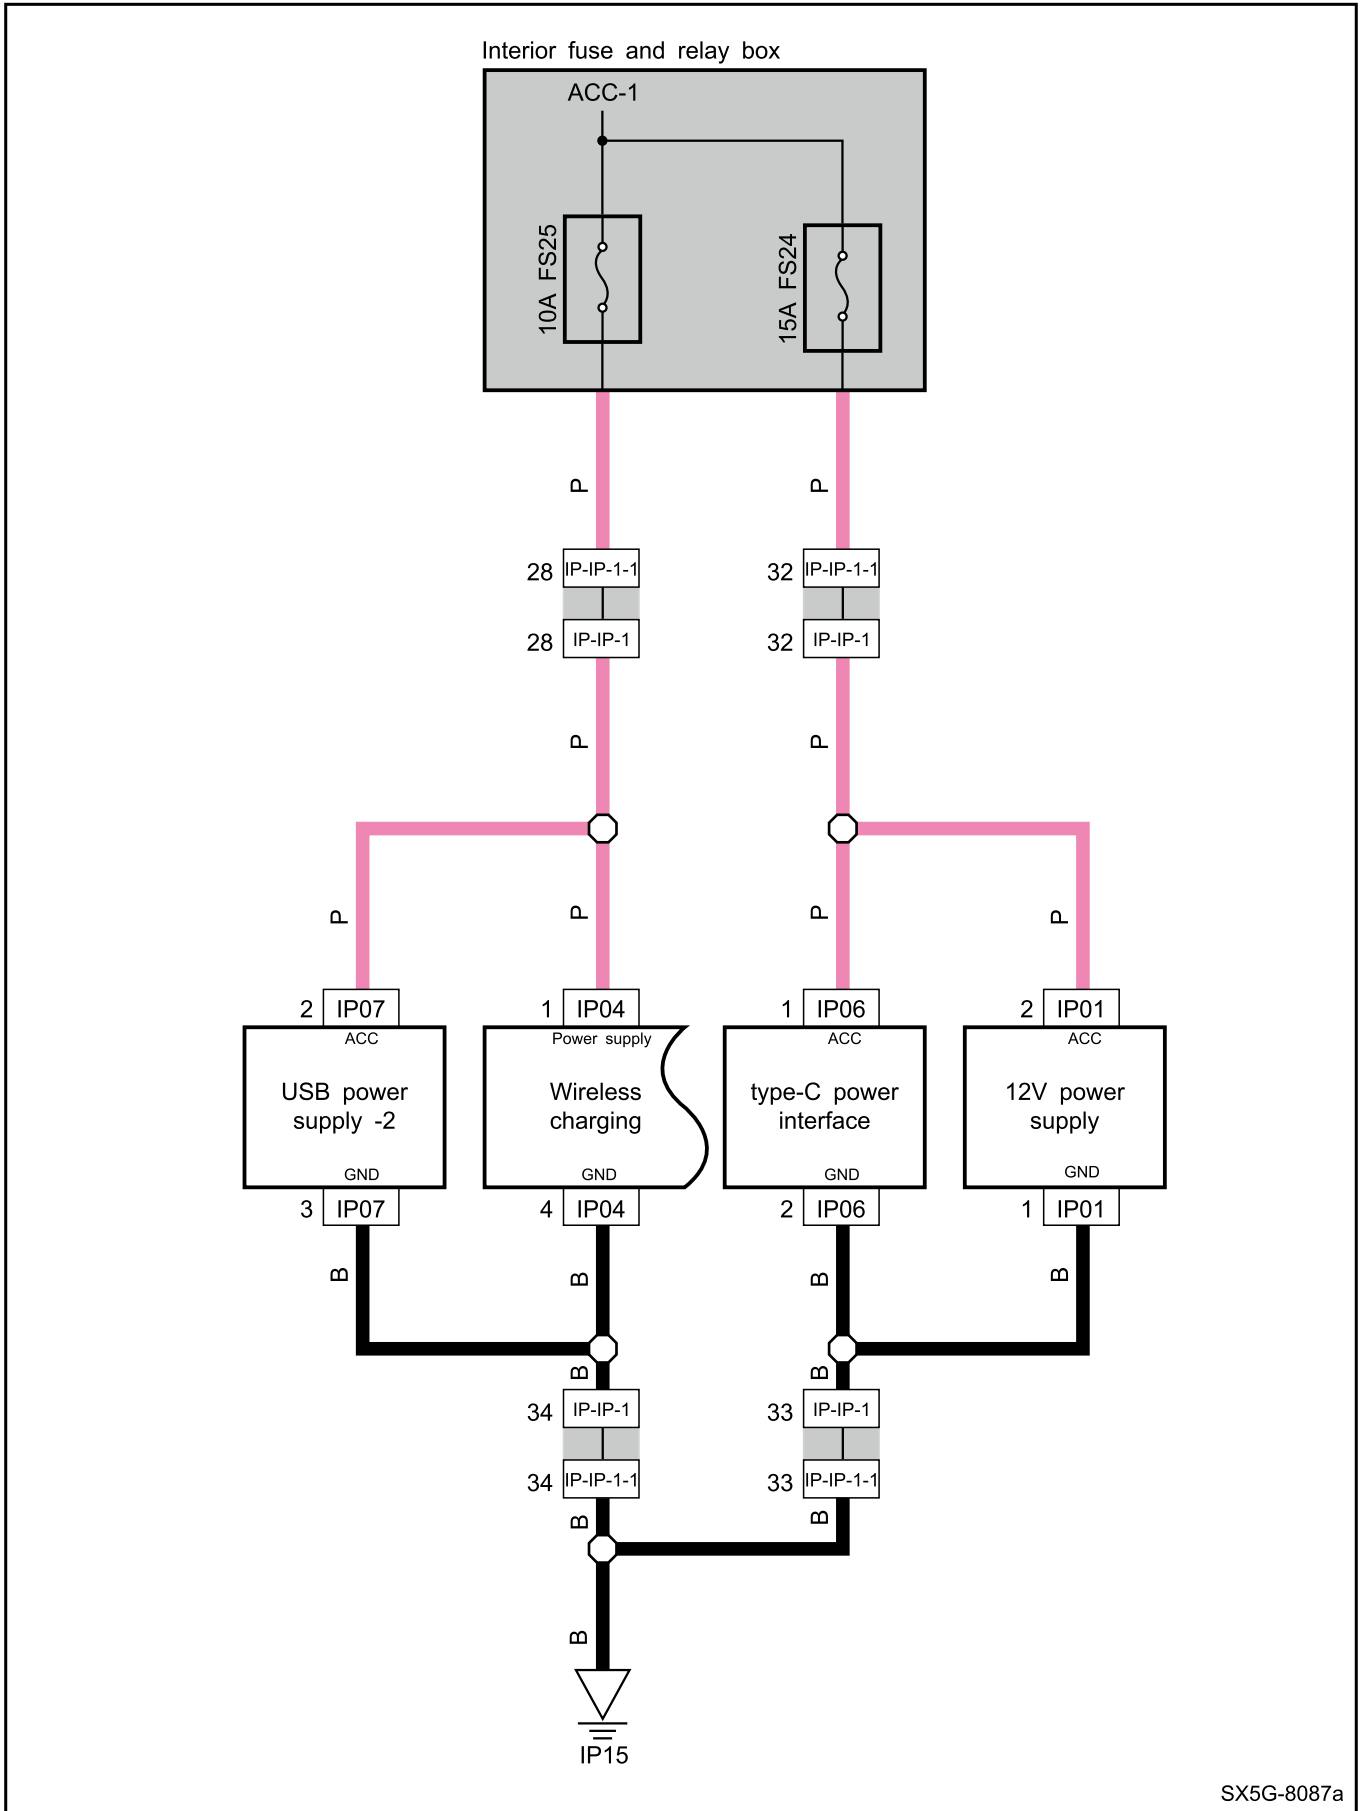 Interior fuse and relay box
ACC-1
10A FS25
15A FS24
P
P
28 IP-IP-1-1
32 IP-IP-1-1
28 IP-IP-1
32 IP-IP-1
P
P
P
P
P
P
2 IP07
1 IP04
1 IP06
2 IP01
ACC
Power supply
ACC
ACC
USB power
supply -2
Wireless
charging
type-C power
interface
12V power
supply
GND
GND
GND
GND
3 IP07
4 IP04
2 IP06
1 IP01
B
B
B
B
B
B
34 IP-IP-1
33 IP-IP-1
34 IP-IP-1-1
33 IP-IP-1-1
B
B
B
IP15
SX5G-8087a